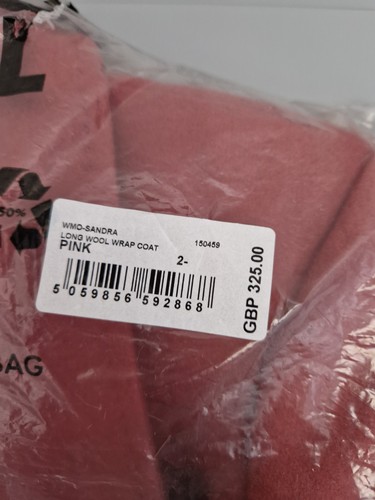 50%
WMO-SANDRA
150459
LONG WOOL WRAP COAT
PINK
2-
5 059856 592868
GBP 325.00
BAG